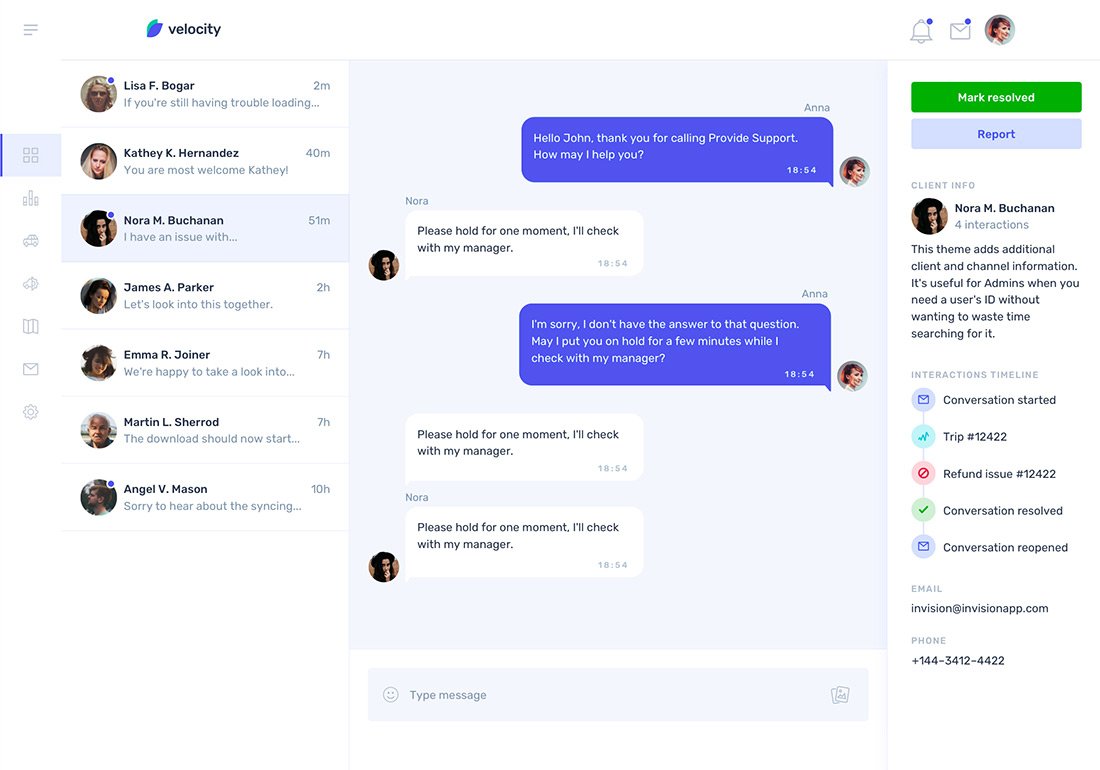 velocity
Lisa F. Bogar 2m
If you're still having trouble loading...
Kathey K. Hernandez 40m
You are most welcome Kathey!
Nora M. Buchanan 51m
I have an issue with...
James A. Parker 2h
Let's look into this together.
Emma R. Joiner 7h
We're happy to take a look into...
Martin L. Sherrod 7h
The download should now start...
Angel V. Mason 10h
Sorry to hear about the syncing...
Anna
Hello John, thank you for calling Provide Support.
How may I help you?
18:54
Nora
Please hold for one moment, I'll check
with my manager.
18:54
Anna
I'm sorry, I don't have the answer to that question.
May I put you on hold for a few minutes while I
check with my manager?
18:54
Please hold for one moment, I'll check
with my manager.
18:54
Nora
Please hold for one moment, I'll check
with my manager.
18:54
Type message
Mark resolved
Report
CLIENT INFO
Nora M. Buchanan
4 interactions
This theme adds additional
client and channel information.
It's useful for Admins when you
need a user's ID without
wanting to waste time
searching for it.
INTERACTIONS TIMELINE
Conversation started
Trip #12422
Refund issue #12422
Conversation resolved
Conversation reopened
EMAIL
invision@invisionapp.com
PHONE
+144-3412-4422